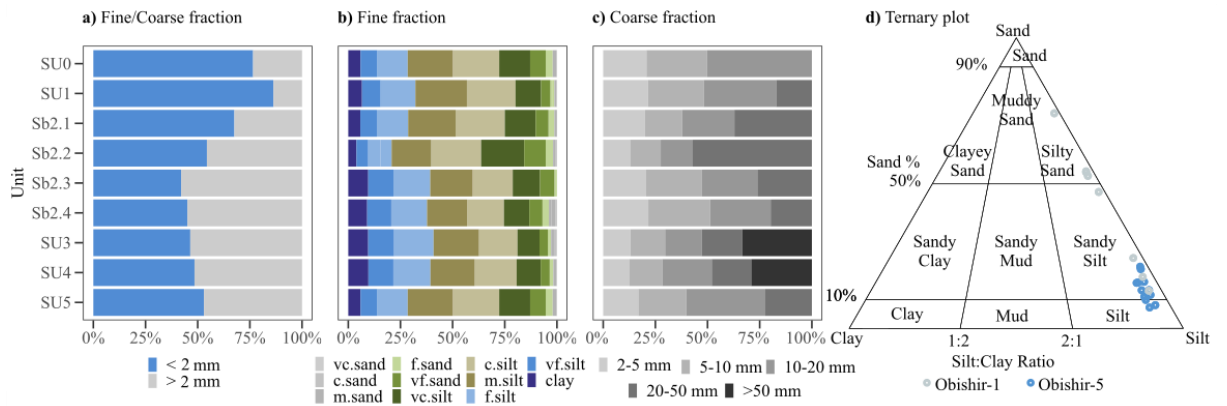 a) Fine/Coarse fraction
SU0
SU1
Sb2.1
Sb2.2
Sb2.3
Sb2.4
SU3
SU4
SU5
Unit
0% 25% 50% 75% 100%
< 2 mm
> 2 mm
b) Fine fraction
0% 25% 50% 75% 100%
vc.sand f.sand c.silt vf.silt
c.sand vf.sand m.silt clay
m.sand vc.silt f.silt
c) Coarse fraction
0% 25% 50% 75% 100%
2-5 mm 5-10 mm 10-20 mm
20-50 mm >50 mm
d) Ternary plot
Sand
Sand
90%
Muddy
Sand
Clayey
Sand
Silty
Sand
Sand %
50%
Sandy
Clay
Sandy
Mud
Sandy
Silt
10%
Clay Mud Silt
Clay 1:2 2:1 Silt
Silt:Clay Ratio
Obishir-1 Obishir-5